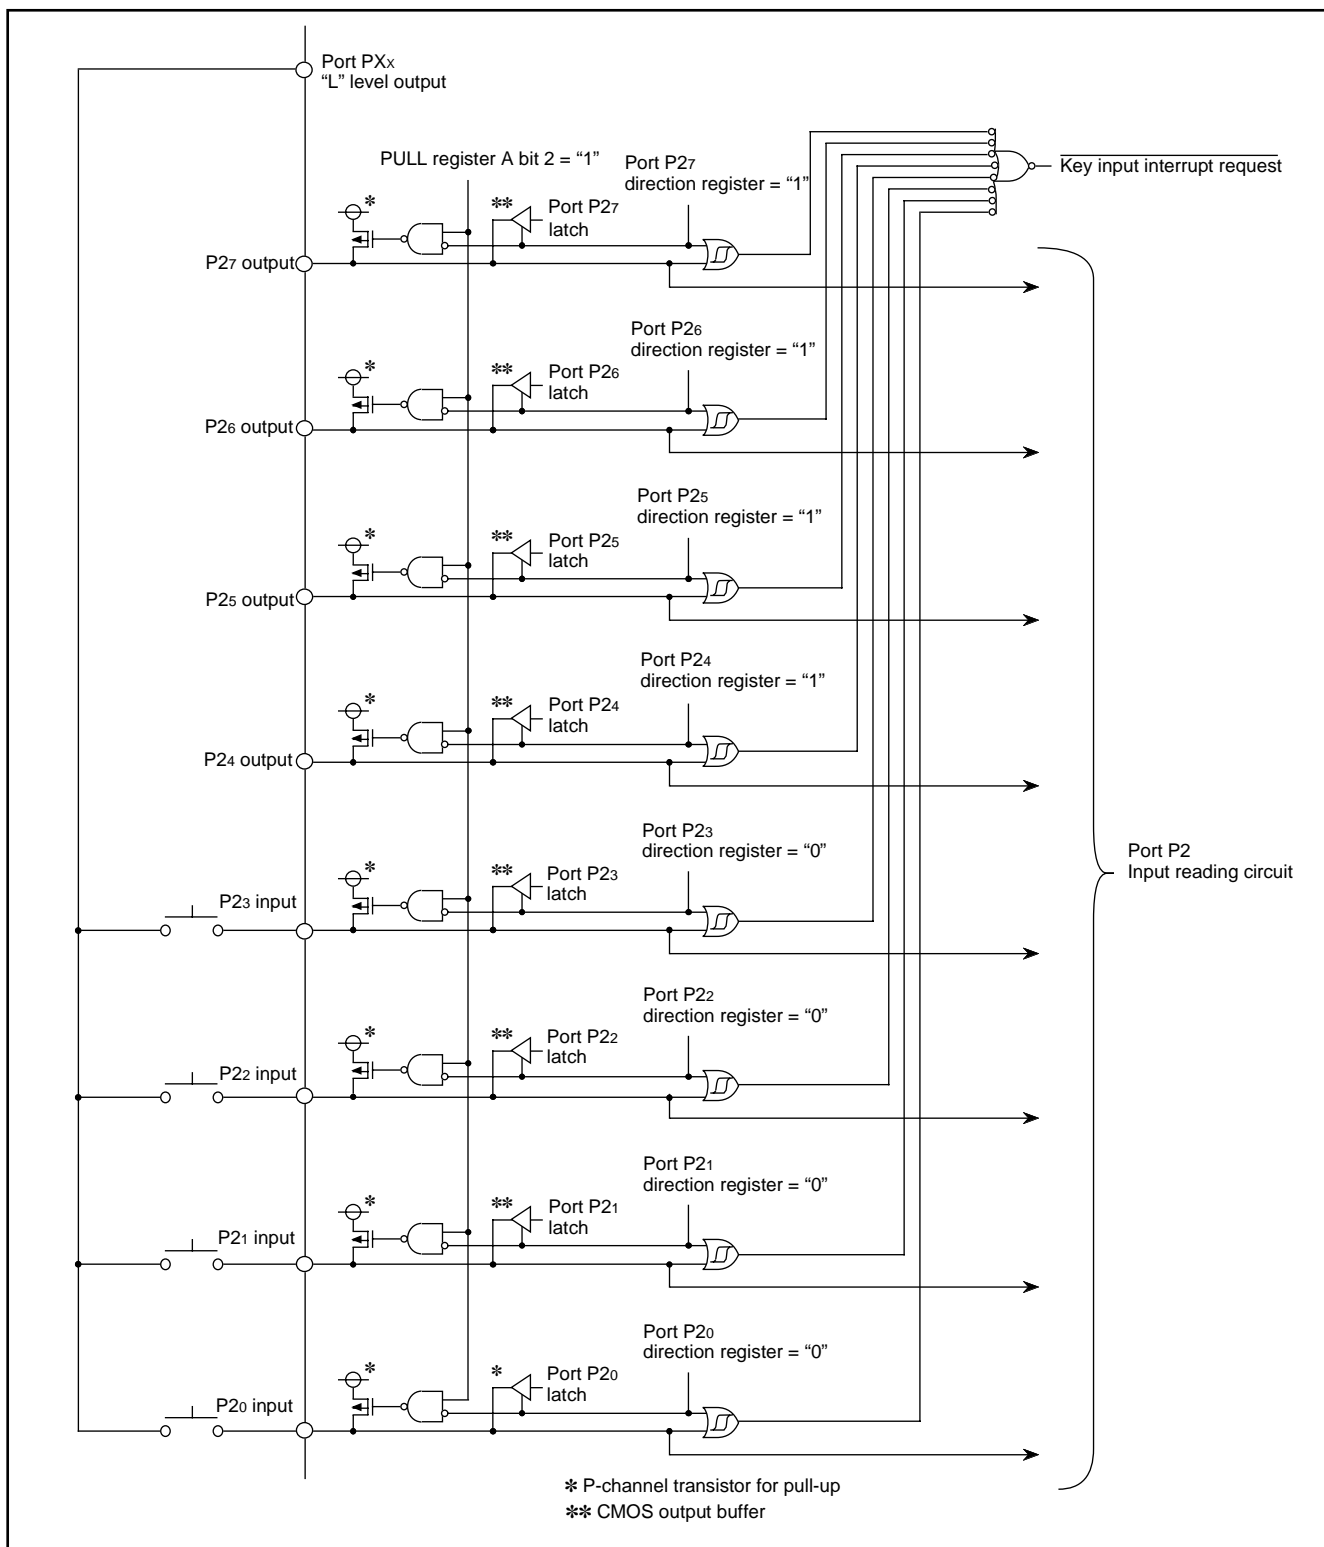 Port PXx
“L” level output
PULL register A bit 2 = “1”
Port P27
direction register = “1”
Key input interrupt request
*
**
Port P27
latch
P27 output
Port P26
direction register = “1”
*
**
Port P26
latch
P26 output
Port P25
direction register = “1”
*
**
Port P25
latch
P25 output
Port P24
direction register = “1”
*
**
Port P24
latch
P24 output
Port P23
direction register = “0”
*
**
Port P23
latch
P23 input
Port P2
Input reading circuit
Port P22
direction register = “0”
*
**
Port P22
latch
P22 input
Port P21
direction register = “0”
*
**
Port P21
latch
P21 input
Port P20
direction register = “0”
*
*
Port P20
latch
P20 input
* P-channel transistor for pull-up
** CMOS output buffer